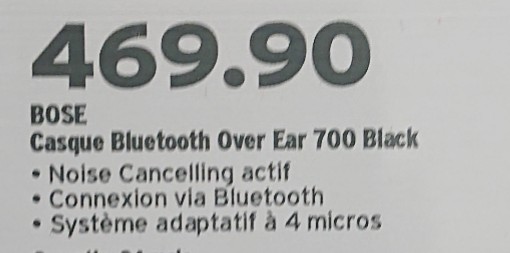 469.90
BOSE
Casque Bluetooth Over Ear 700 Black
• Noise Cancelling actif
• Connexion via Bluetooth
• Système adaptatif à 4 micros